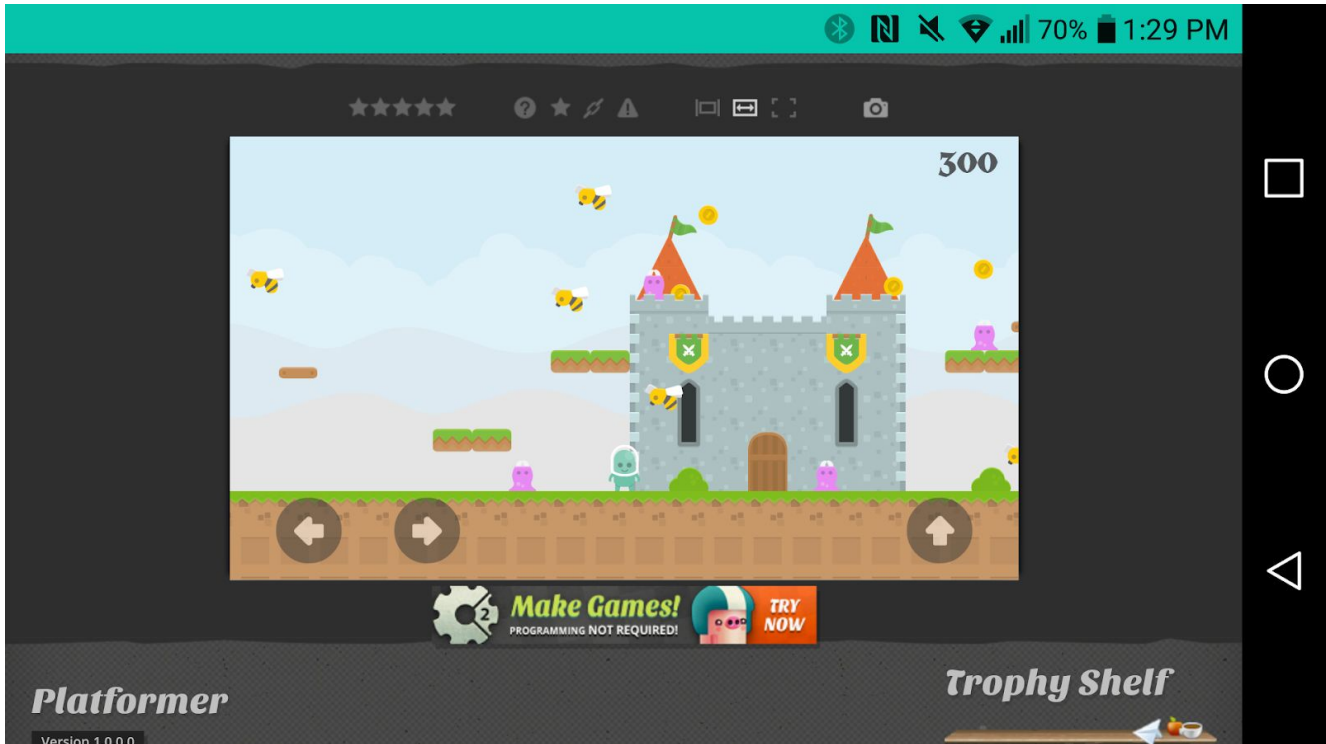 70% 1:29 PM
300
2
Make Games!
PROGRAMMING NOT REQUIRED!
TRY
NOW
Platformer
Trophy Shelf
Version 1.0.0.0